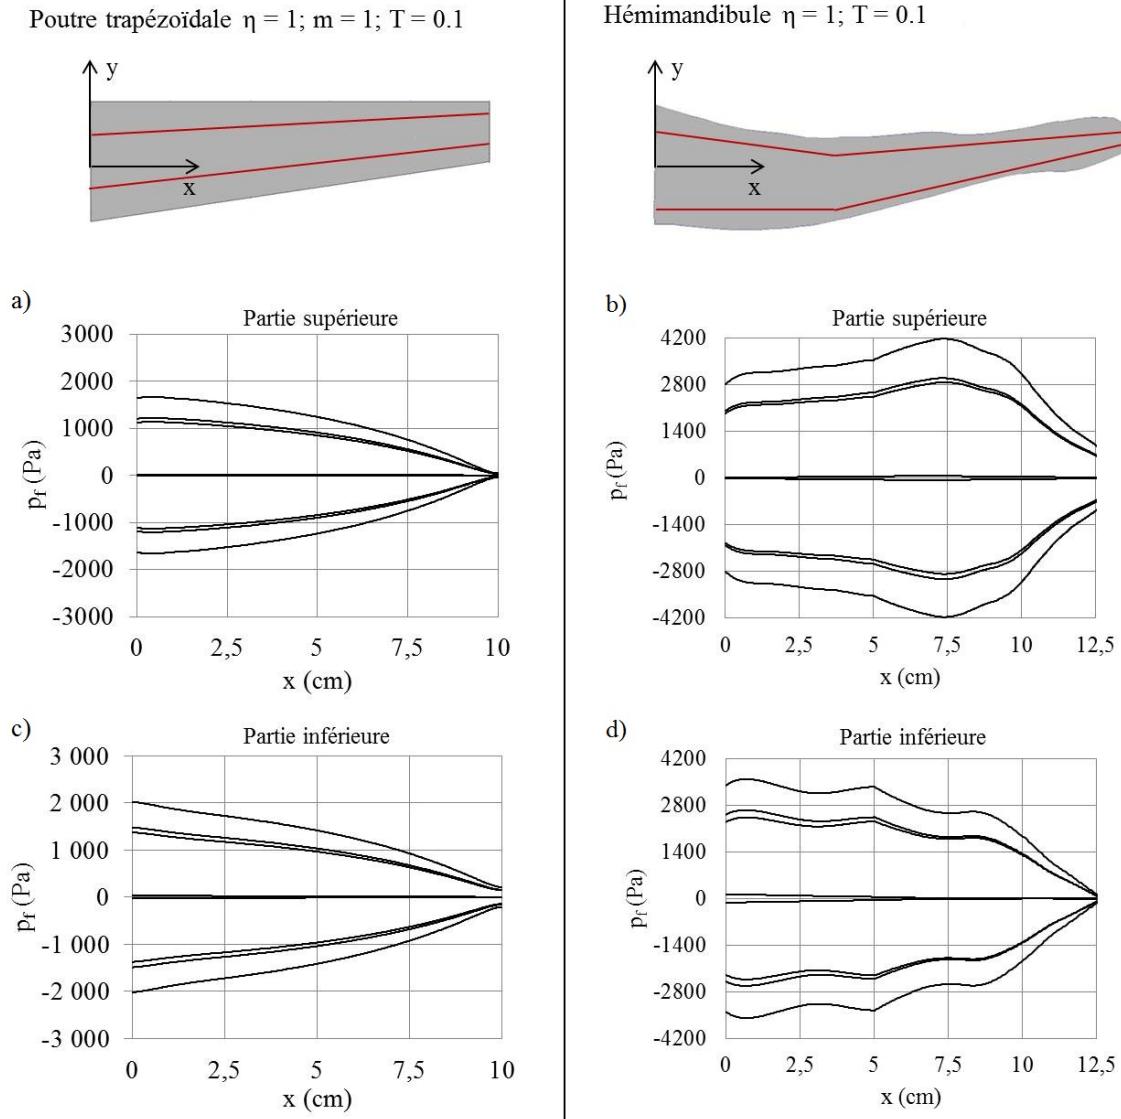 Poutre trapézoïdale η = 1; m = 1; T = 0.1
Hémimandibule η = 1; T = 0.1
y
x
y
x
a)
Partie supérieure
3000
2000
1000
0
-1000
-2000
-3000
pf (Pa)
0 2,5 5 7,5 10
x (cm)
b)
Partie supérieure
4200
2800
1400
0
-1400
-2800
-4200
pf (Pa)
0 2,5 5 7,5 10 12,5
x (cm)
c)
Partie inférieure
3 000
2 000
1 000
0
-1 000
-2 000
-3 000
pf (Pa)
0 2,5 5 7,5 10
x (cm)
d)
Partie inférieure
4200
2800
1400
0
-1400
-2800
-4200
pf (Pa)
0 2,5 5 7,5 10 12,5
x (cm)